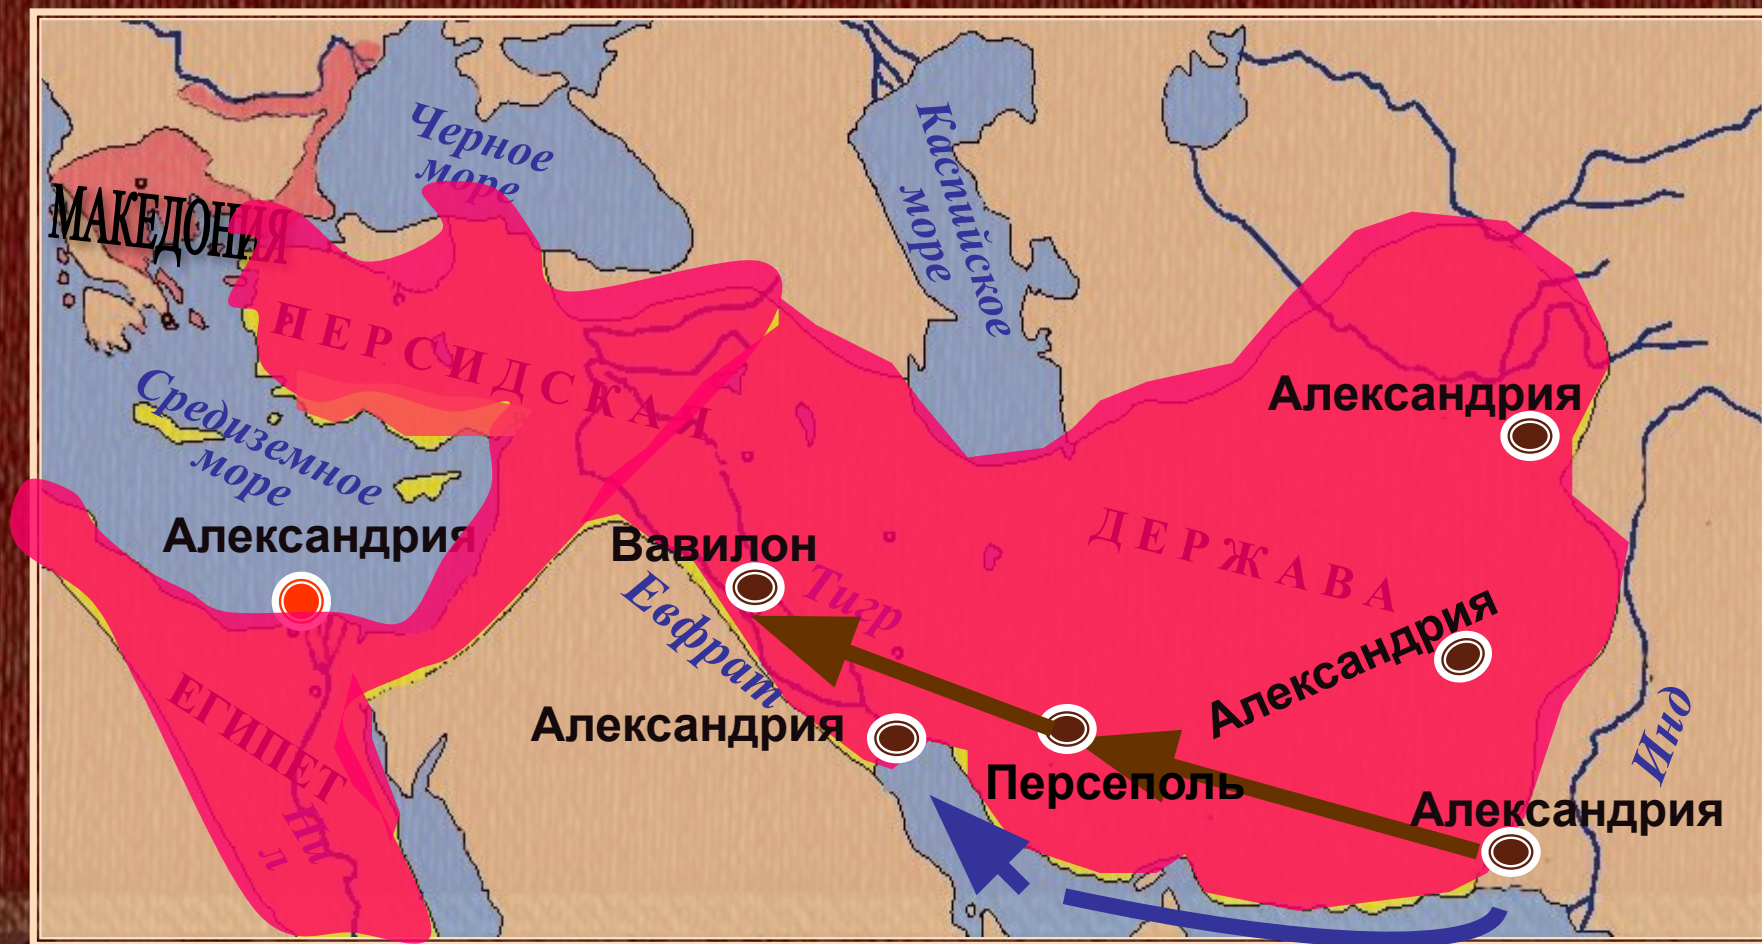 Черное
море
Каспийское
море
МАКЕДОНИЯ
ПЕРСИДСКАЯ
Александрия
Средиземное
море
Александрия
Вавилон
ДЕРЖАВА
Тигр
Евфрат
Александрия
ЕГИПЕТ
Александрия
Инд
Персеполь
Александрия
Ни
л